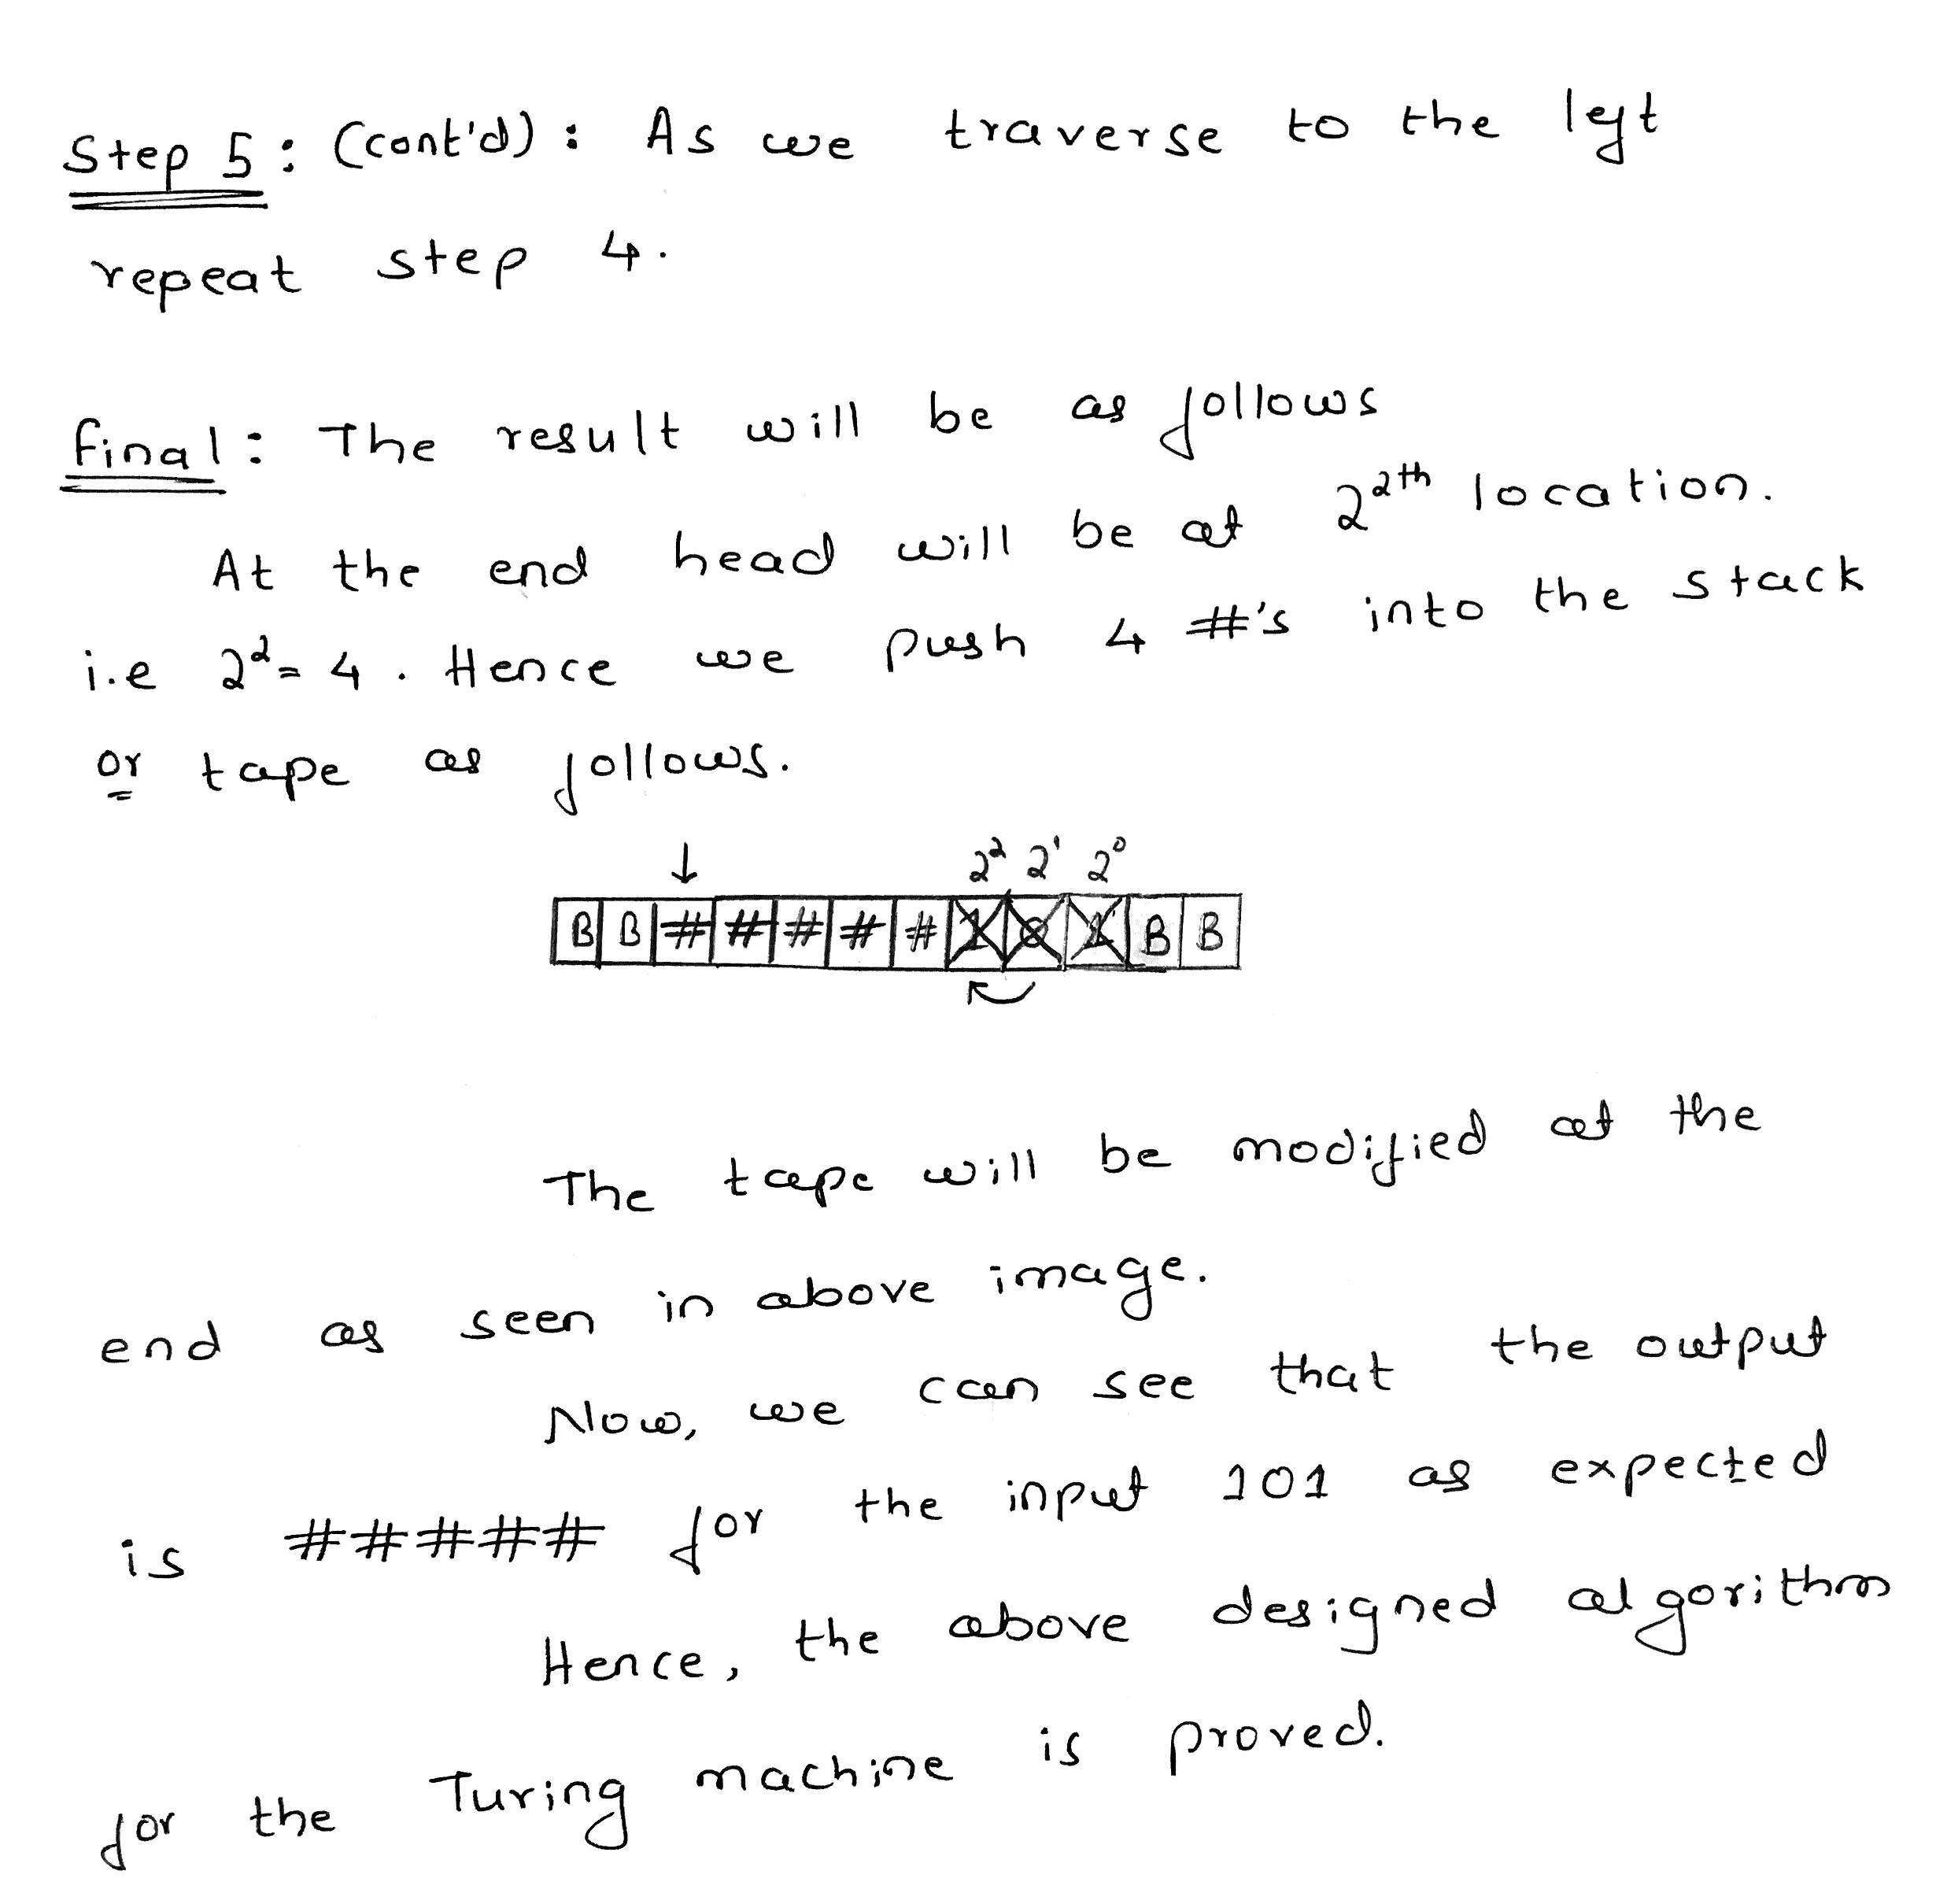 Step 5: (cont'd): As we traverse to the left
repeat step 4.
Final: The result will be as follows
At the end head will be at 2^2th location.
i.e 2^2 = 4. Hence we push 4 #'s into the stack
or tape as follows.
↓ 2^2 2^1 2^0
B B # # # # # 1 0 1 B B
The tape will be modified at the
end as seen in above image.
Now, we can see that the output
is ##### for the input 101 as expected
Hence, the above designed algorithm
for the Turing machine is proved.